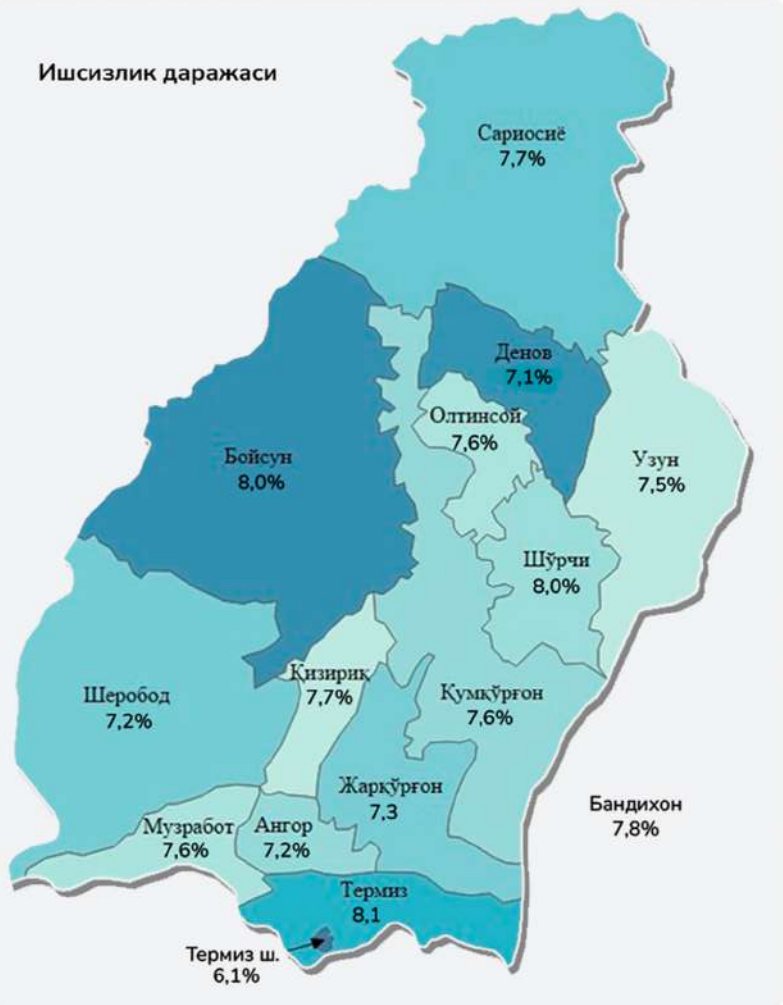 Ишсизлик даражаси
Сариосиё
7,7%
Денов
7,1%
Олтинсой
7,6%
Бойсун
8,0%
Узун
7,5%
Шўрчи
8,0%
Қизириқ
7,7%
Шеробод
7,2%
Қумқўрғон
7,6%
Жарқўрғон
7,3
Бандихон
7,8%
Музработ
7,6%
Ангор
7,2%
Термиз
8,1
Термиз ш.
6,1%